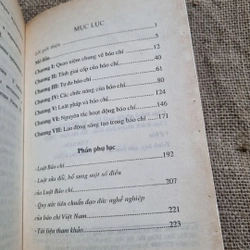 MỤC LỤC
Lời giới thiệu 3
Mở đầu 5
Chương I: Quan niệm chung về báo chí 12
Chương II: Tính giai cấp của báo chí
Chương III: Tự do báo chí
Chương IV: Các chức năng của báo chí 80
Chương V: Luật pháp và báo chí 124
Chương VI: Nguyên tắc hoạt động báo chí 146
Chương VII: Lao động sáng tạo trong báo chí 171
Phần phụ lục
- Luật Báo chí 192
- Luật sửa đổi, bổ sung một số điều
của Luật Báo chí 207
- Quy ước tiêu chuẩn đạo đức nghề nghiệp
của báo chí Việt Nam 221
- Tài liệu tham khảo 223